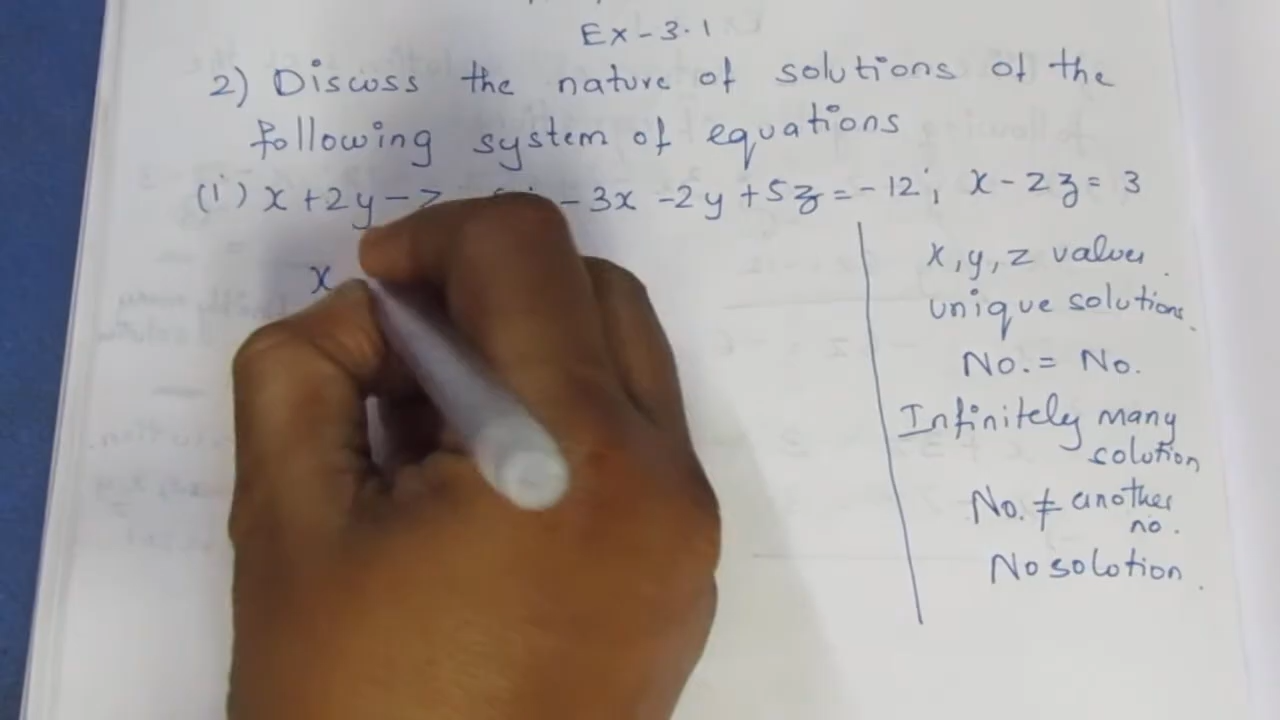 Ex - 3.1
2) Discuss the nature of solutions of the
following system of equations
(i) x + 2y - z - 3x - 2y + 5z = -12; x - 2z = 3
x
x, y, z values
unique solutions.
No. = No.
Infinitely many
solution
No. ≠ another
no.
No solution.